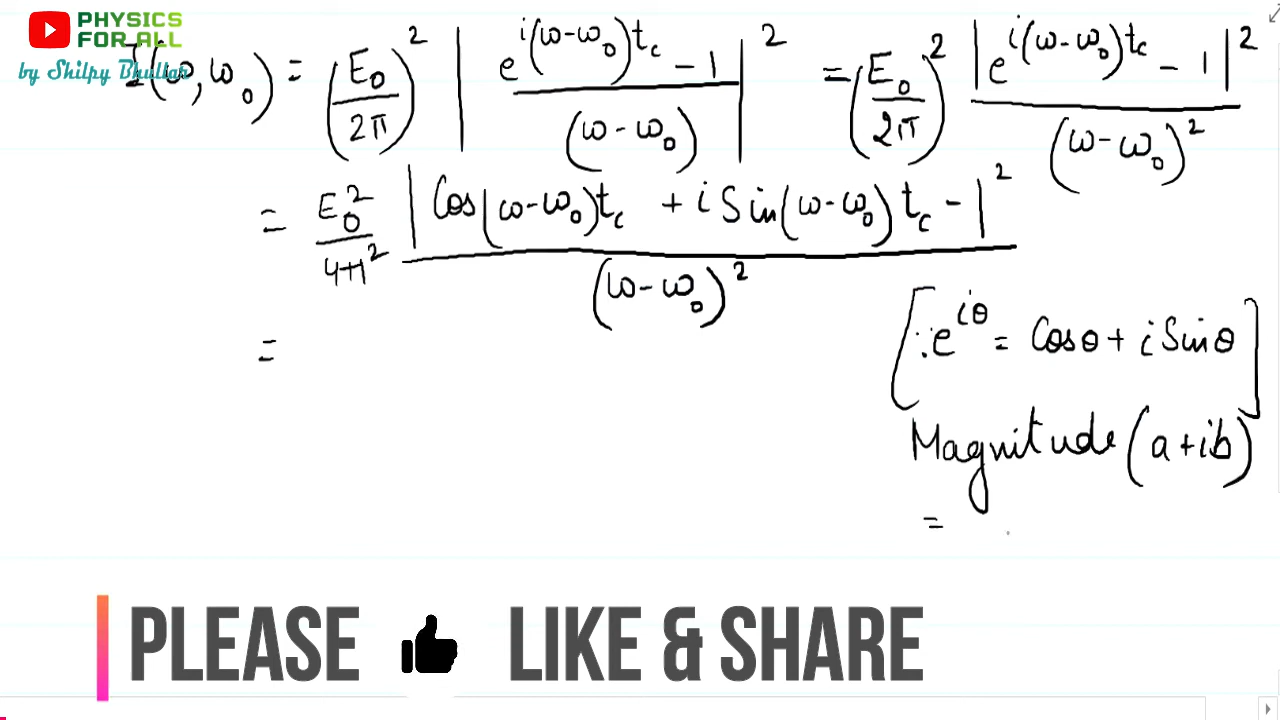 PHYSICS
FOR ALL
by Shilpy Bhullar
I(ω, ω₀) = (E₀/2π)² |(e^{i(ω-ω₀)t_c} - 1)/(ω-ω₀)|² = (E₀/2π)² |e^{i(ω-ω₀)t_c} - 1|²/(ω-ω₀)²
= E₀²/4π² |Cos(ω-ω₀)t_c + i Sin(ω-ω₀)t_c - 1|²/(ω-ω₀)²
[∵ e^{iθ} = Cosθ + i Sinθ]
=
Magnitude (a+ib)
=
PLEASE LIKE & SHARE